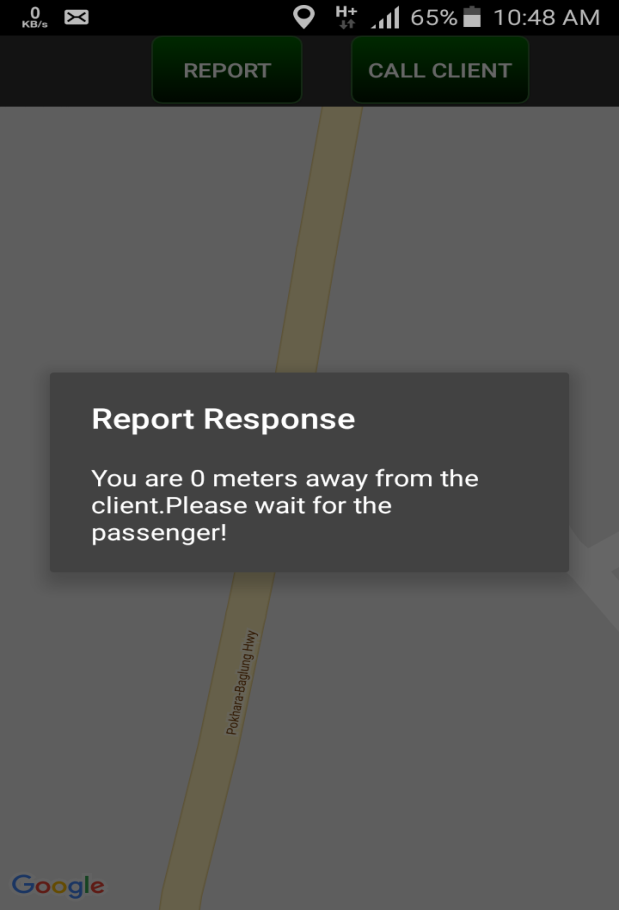 0
KB/s
H+
65%
10:48 AM
REPORT
CALL CLIENT
Report Response
You are 0 meters away from the
client.Please wait for the
passenger!
Pokhara-Baglung Hwy
Google